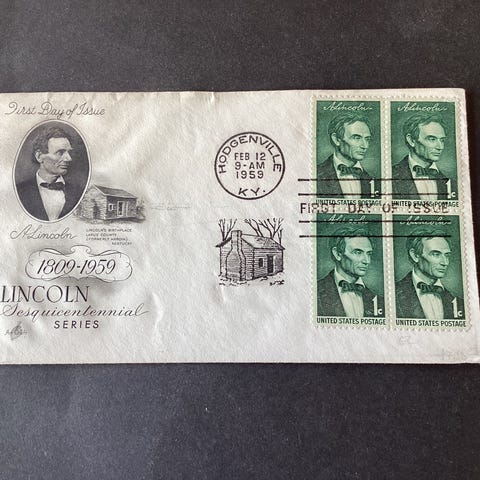 First Day of Issue
A. Lincoln
LINCOLN'S BIRTHPLACE
LARUE COUNTY
(FORMERLY HARDIN)
KENTUCKY
1809-1959
LINCOLN
Sesquicentennial
SERIES
HODGENVILLE
FEB 12
9-AM
1959
KY.
FIRST DAY OF ISSUE
A. Lincoln
1c
UNITED STATES POSTAGE
A. Lincoln
1c
UNITED STATES POSTAGE
1c
UNITED STATES POSTAGE
1c
UNITED STATES POSTAGE